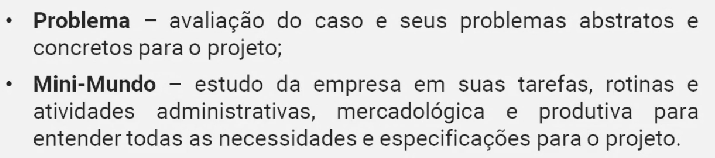 • Problema – avaliação do caso e seus problemas abstratos e
concretos para o projeto;
• Mini-Mundo – estudo da empresa em suas tarefas, rotinas e
atividades administrativas, mercadológica e produtiva para
entender todas as necessidades e especificações para o projeto.